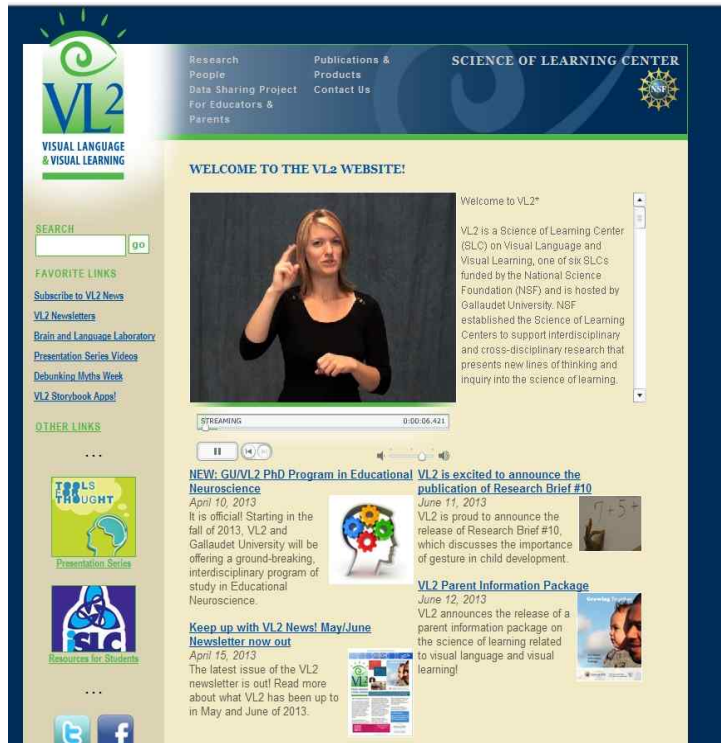 Research
People
Data Sharing Project
For Educators &
Parents
Publications &
Products
Contact Us
SCIENCE OF LEARNING CENTER
NSF
VL2
VISUAL LANGUAGE
& VISUAL LEARNING
SEARCH
go
FAVORITE LINKS
Subscribe to VL2 News
VL2 Newsletters
Brain and Language Laboratory
Presentation Series Videos
Debunking Myths Week
VL2 Storybook Apps!
OTHER LINKS
...
TOOLS
FOR
THOUGHT
Presentation Series
iSLC
Resources for Students
...
WELCOME TO THE VL2 WEBSITE!
Welcome to VL2*
VL2 is a Science of Learning Center
(SLC) on Visual Language and
Visual Learning, one of six SLCs
funded by the National Science
Foundation (NSF) and is hosted by
Gallaudet University. NSF
established the Science of Learning
Centers to support interdisciplinary
and cross-disciplinary research that
presents new lines of thinking and
inquiry into the science of learning.
STREAMING 0:00:06.421
NEW: GU/VL2 PhD Program in Educational
Neuroscience
April 10, 2013
It is official! Starting in the
fall of 2013, VL2 and
Gallaudet University will be
offering a ground-breaking,
interdisciplinary program of
study in Educational
Neuroscience.
Keep up with VL2 News! May/June
Newsletter now out
April 15, 2013
The latest issue of the VL2
newsletter is out! Read more
about what VL2 has been up to
in May and June of 2013.
VL2
VL2 is excited to announce the
publication of Research Brief #10
June 11, 2013
VL2 is proud to announce the
release of Research Brief #10,
which discusses the importance
of gesture in child development.
7+5+
VL2 Parent Information Package
June 12, 2013
VL2 announces the release of a
parent information package on
the science of learning related
to visual language and visual
learning!
Growing Together